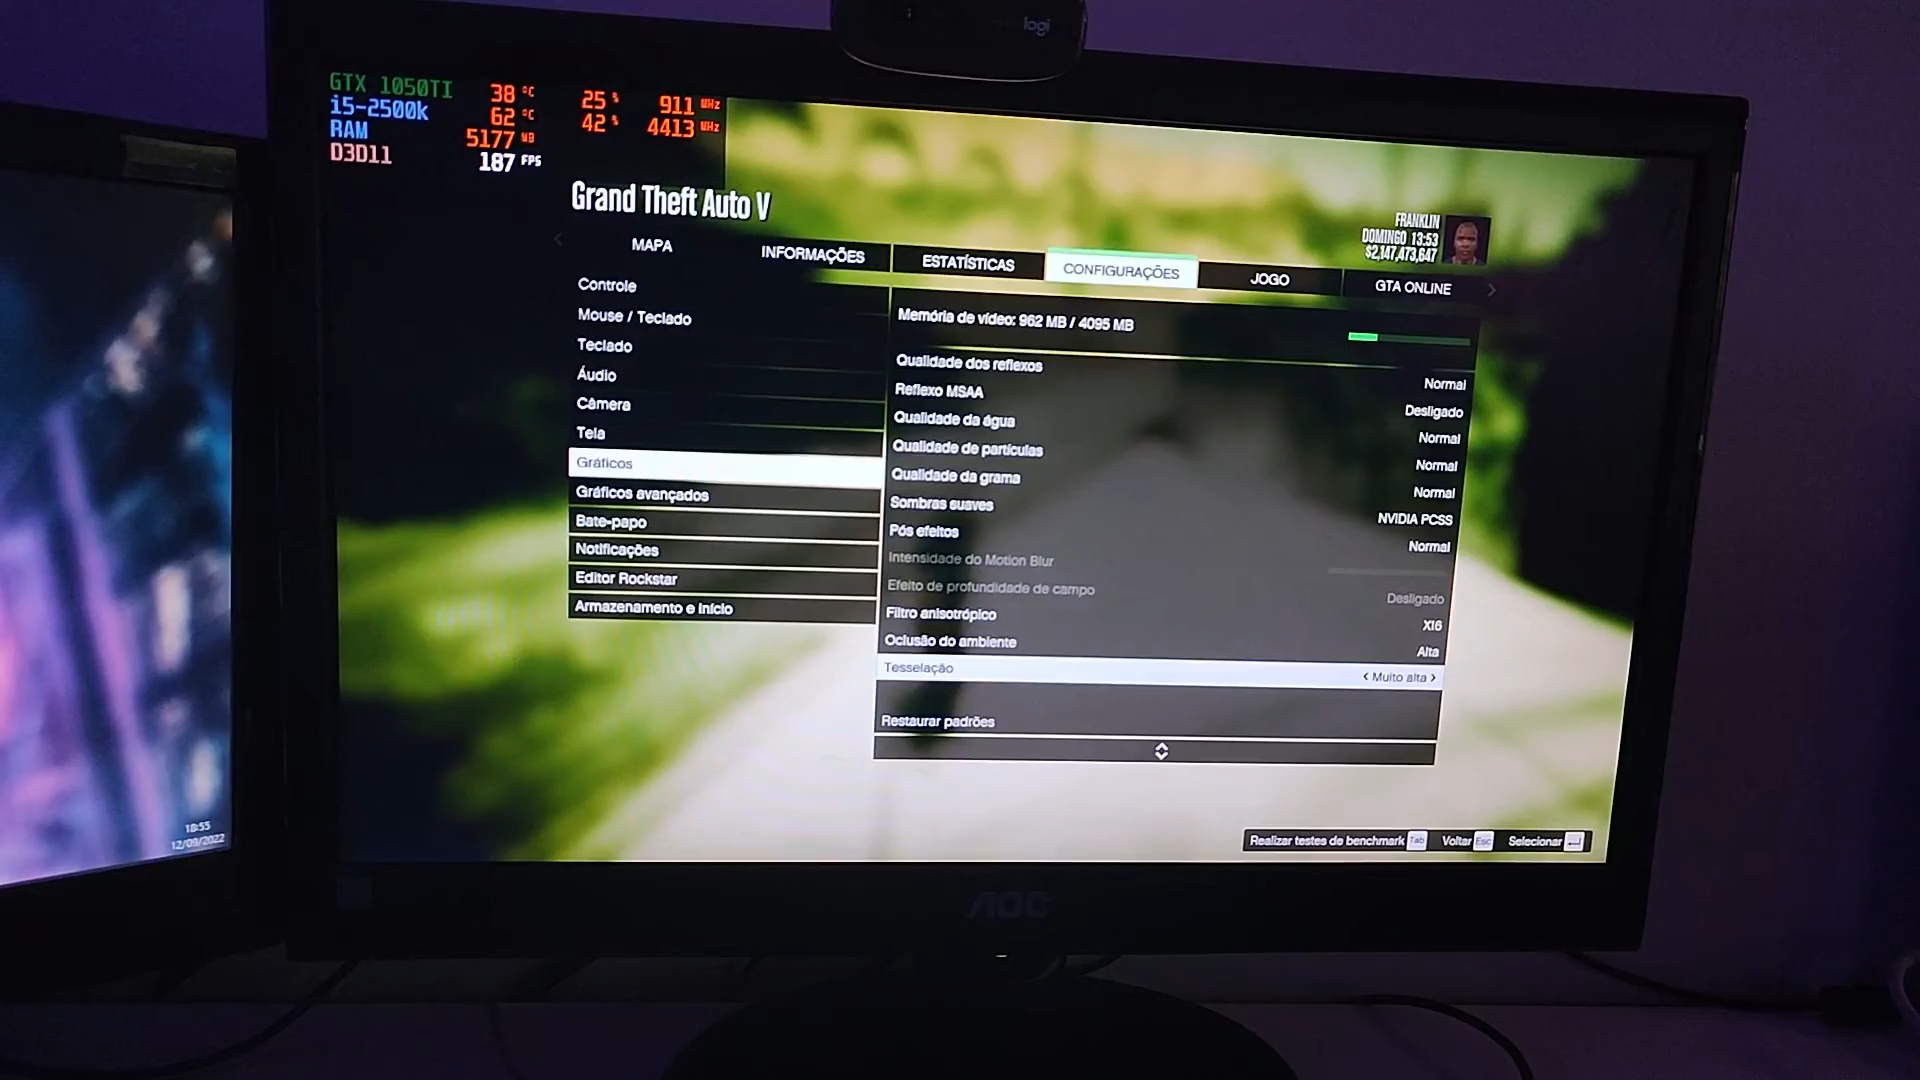 logi
GTX 1050TI 38 °C 25 % 911 MHz
i5-2500k 62 °C 42 % 4413 MHz
RAM 5177 MB
D3D11 187 FPS
Grand Theft Auto V
FRANKLIN
DOMINGO 13:53
$2,147,473,647
MAPA INFORMAÇÕES ESTATÍSTICAS CONFIGURAÇÕES JOGO GTA ONLINE
Controle
Mouse / Teclado
Teclado
Áudio
Câmera
Tela
Gráficos
Gráficos avançados
Bate-papo
Notificações
Editor Rockstar
Armazenamento e início
Memória de vídeo: 962 MB / 4095 MB
Qualidade dos reflexos Normal
Reflexo MSAA Desligado
Qualidade da água Normal
Qualidade de partículas Normal
Qualidade da grama Normal
Sombras suaves NVIDIA PCSS
Pós efeitos Normal
Intensidade do Motion Blur
Efeito de profundidade de campo Desligado
Filtro anisotrópico X16
Oclusão do ambiente Alta
Tesselação < Muito alta >
Restaurar padrões
Realizar testes de benchmark Tab Voltar Esc Selecionar
18:55
12/09/2022
AOC